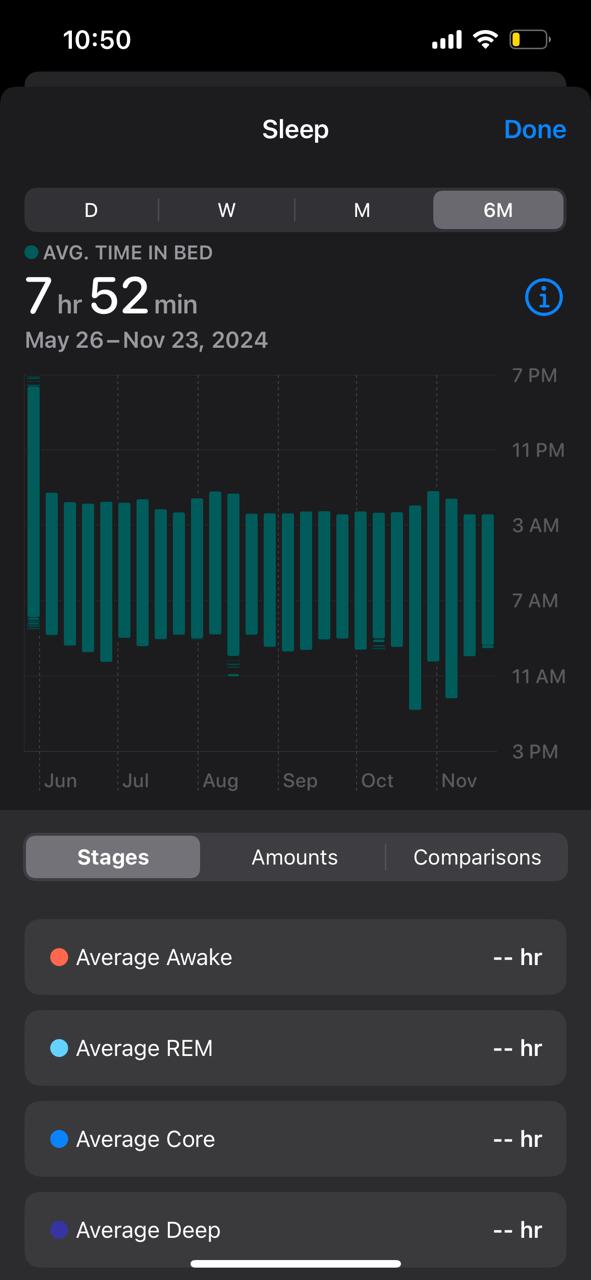 10:50
Sleep
Done
D
W
M
6M
AVG. TIME IN BED
7 hr 52 min
May 26–Nov 23, 2024
7 PM
11 PM
3 AM
7 AM
11 AM
3 PM
Jun
Jul
Aug
Sep
Oct
Nov
Stages
Amounts
Comparisons
Average Awake
-- hr
Average REM
-- hr
Average Core
-- hr
Average Deep
-- hr